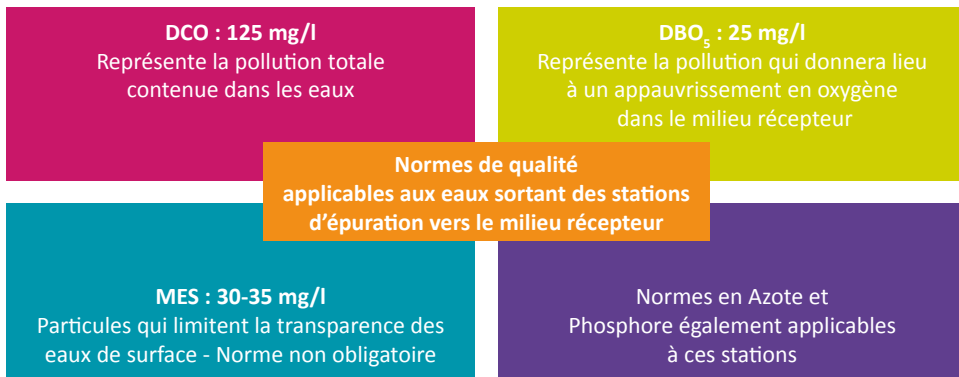 DCO : 125 mg/l
Représente la pollution totale
contenue dans les eaux
DBO₅ : 25 mg/l
Représente la pollution qui donnera lieu
à un appauvrissement en oxygène
dans le milieu récepteur
Normes de qualité
applicables aux eaux sortant des stations
d'épuration vers le milieu récepteur
MES : 30-35 mg/l
Particules qui limitent la transparence des
eaux de surface - Norme non obligatoire
Normes en Azote et
Phosphore également applicables
à ces stations